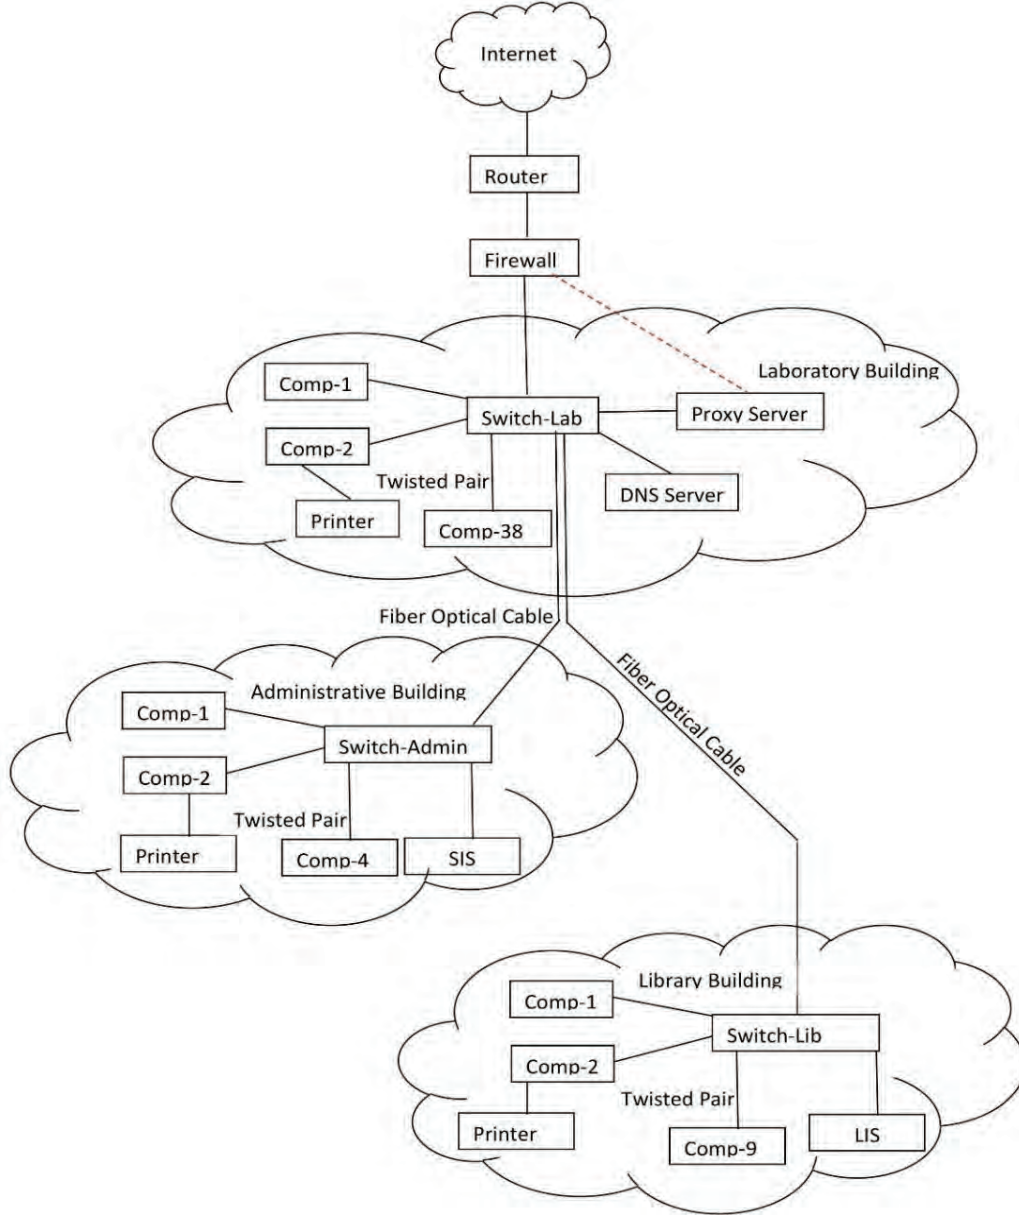 Internet
Router
Firewall
Laboratory Building
Comp-1
Switch-Lab
Proxy Server
Comp-2
Twisted Pair
DNS Server
Printer
Comp-38
Fiber Optical Cable
Fiber Optical Cable
Administrative Building
Comp-1
Switch-Admin
Comp-2
Twisted Pair
Printer
Comp-4
SIS
Library Building
Comp-1
Switch-Lib
Comp-2
Twisted Pair
Printer
Comp-9
LIS